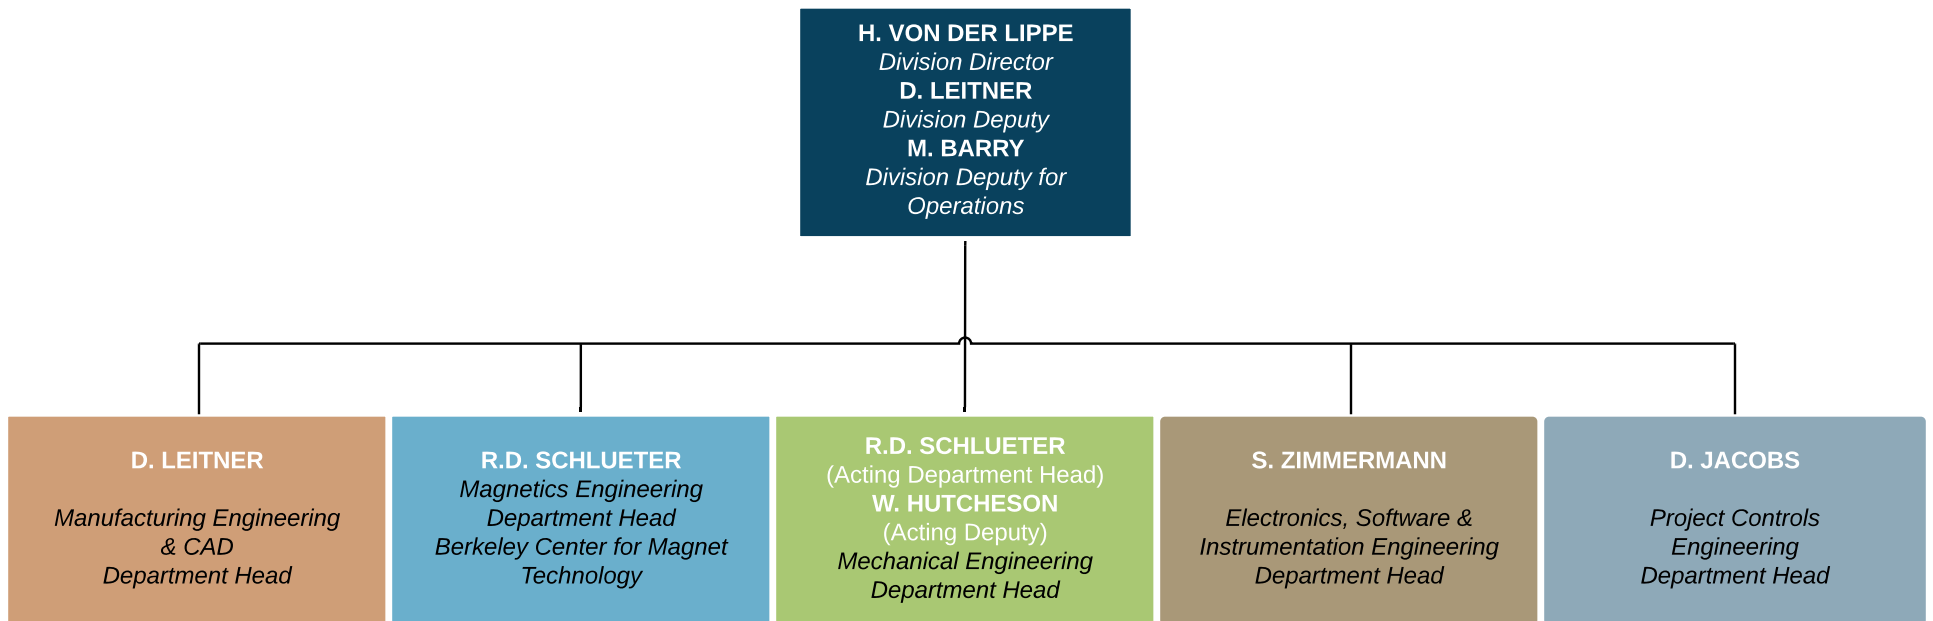 H. VON DER LIPPE
Division Director
D. LEITNER
Division Deputy
M. BARRY
Division Deputy for
Operations
D. LEITNER
Manufacturing Engineering
& CAD
Department Head
R.D. SCHLUETER
Magnetics Engineering
Department Head
Berkeley Center for Magnet
Technology
R.D. SCHLUETER
(Acting Department Head)
W. HUTCHESON
(Acting Deputy)
Mechanical Engineering
Department Head
S. ZIMMERMANN
Electronics, Software &
Instrumentation Engineering
Department Head
D. JACOBS
Project Controls
Engineering
Department Head